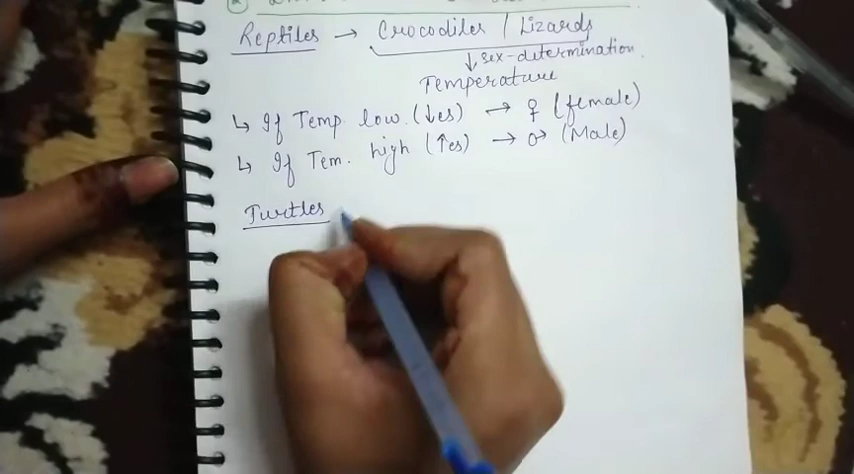 Reptiles → Crocodiles / Lizards
↓ sex-determination.
Temperature
↳ If Temp low (↓es) → ♀ (female)
↳ If Tem. high (↑es) → ♂ (Male)
Turtles